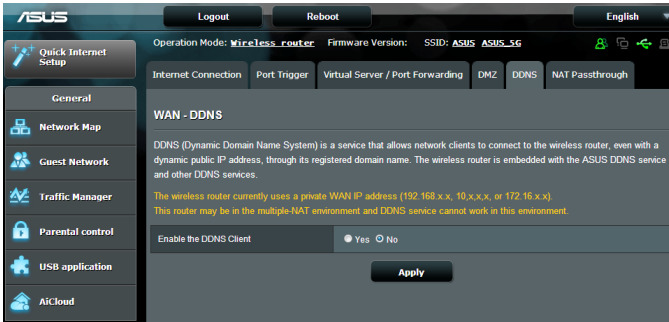 ASUS
Logout
Reboot
English
Quick Internet
Setup
Operation Mode: Wireless router Firmware Version: SSID: ASUS ASUS_5G
Internet Connection
Port Trigger
Virtual Server / Port Forwarding
DMZ
DDNS
NAT Passthrough
General
Network Map
Guest Network
Traffic Manager
Parental control
USB application
AiCloud
WAN - DDNS
DDNS (Dynamic Domain Name System) is a service that allows network clients to connect to the wireless router, even with a
dynamic public IP address, through its registered domain name. The wireless router is embedded with the ASUS DDNS service
and other DDNS services.
The wireless router currently uses a private WAN IP address (192.168.x.x, 10,x,x,x, or 172.16.x.x).
This router may be in the multiple-NAT environment and DDNS service cannot work in this environment.
Enable the DDNS Client
Yes No
Apply